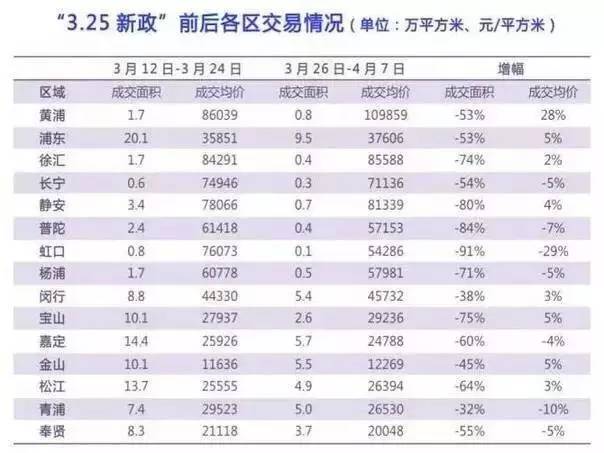 “3.25 新政”前后各区交易情况（单位：万平方米、元/平方米）
3 月 12 日-3 月 24 日 3 月 26 日-4 月 7 日 增幅
区域 成交面积 成交均价 成交面积 成交均价 成交面积 成交均价
黄浦 1.7 86039 0.8 109859 -53% 28%
浦东 20.1 35851 9.5 37606 -53% 5%
徐汇 1.7 84291 0.4 85588 -74% 2%
长宁 0.6 74946 0.3 71136 -54% -5%
静安 3.4 78066 0.7 81339 -80% 4%
普陀 2.4 61418 0.4 57153 -84% -7%
虹口 0.8 76073 0.1 54286 -91% -29%
杨浦 1.7 60778 0.5 57981 -71% -5%
闵行 8.8 44330 5.4 45732 -38% 3%
宝山 10.1 27937 2.6 29236 -75% 5%
嘉定 14.4 25926 5.7 24788 -60% -4%
金山 10.1 11636 5.5 12269 -45% 5%
松江 13.7 25555 4.9 26394 -64% 3%
青浦 7.4 29523 5.0 26530 -32% -10%
奉贤 8.3 21118 3.7 20048 -55% -5%